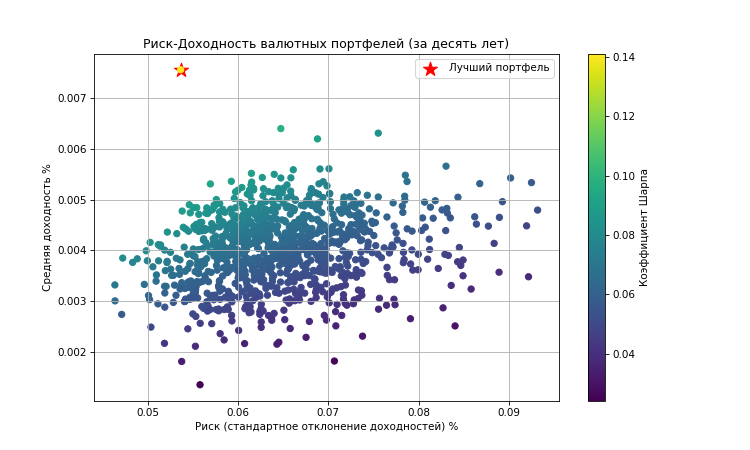 Риск-Доходность валютных портфелей (за десять лет)
Лучший портфель
Средняя доходность %
0.007
0.006
0.005
0.004
0.003
0.002
0.05 0.06 0.07 0.08 0.09
Риск (стандартное отклонение доходностей) %
0.14
0.12
0.10
0.08
0.06
0.04
Коэффициент Шарпа